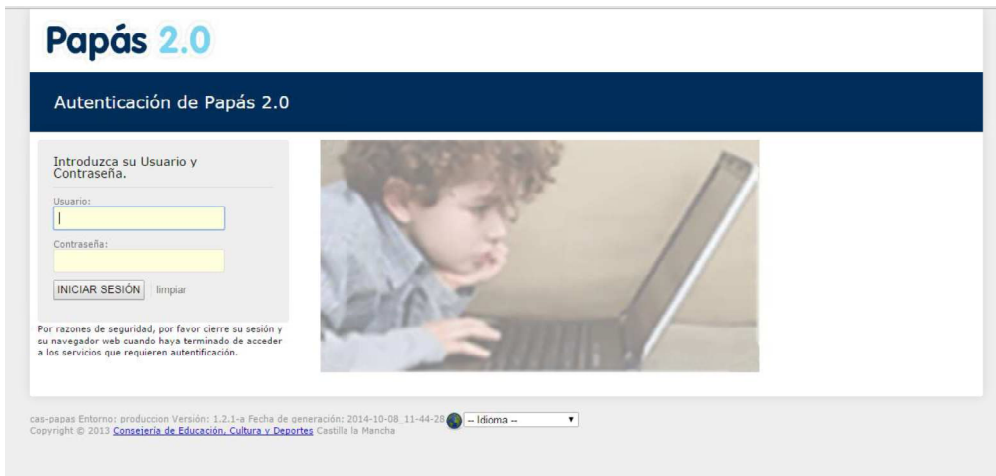 Papás 2.0
Autenticación de Papás 2.0
Introduzca su Usuario y
Contraseña.
Usuario:
Contraseña:
INICIAR SESIÓN limpiar
Por razones de seguridad, por favor cierre su sesión y
su navegador web cuando haya terminado de acceder
a los servicios que requieren autentificación.
cas-papas Entorno: produccion Versión: 1.2.1-a Fecha de generación: 2014-10-08_11-44-28 -- Idioma --
Copyright © 2013 Consejería de Educación, Cultura y Deportes Castilla la Mancha